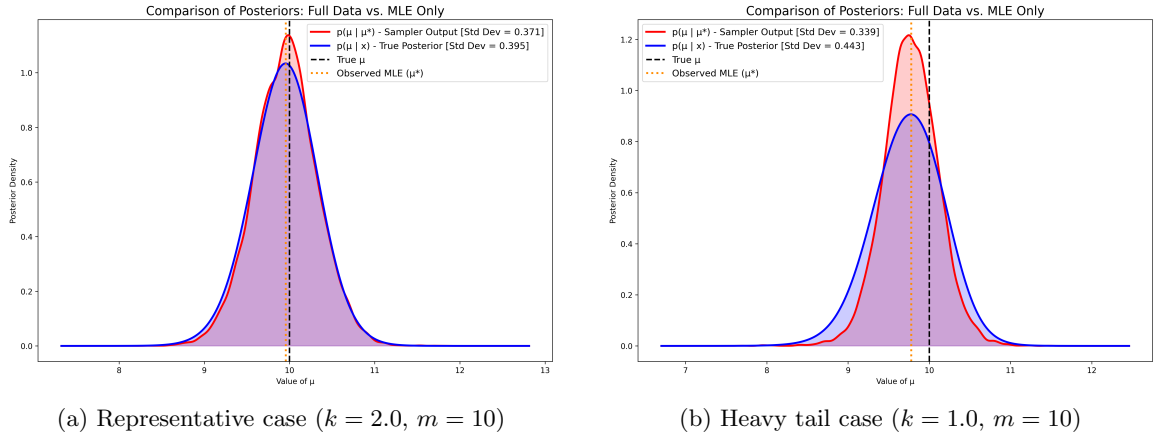 Comparison of Posteriors: Full Data vs. MLE Only
p(μ | μ*) - Sampler Output [Std Dev = 0.371]
p(μ | x) - True Posterior [Std Dev = 0.395]
True μ
Observed MLE (μ*)
Posterior Density
1.0
0.8
0.6
0.4
0.2
0.0
8
9
10
11
12
13
Value of μ
(a) Representative case (k = 2.0, m = 10)
Comparison of Posteriors: Full Data vs. MLE Only
p(μ | μ*) - Sampler Output [Std Dev = 0.339]
p(μ | x) - True Posterior [Std Dev = 0.443]
True μ
Observed MLE (μ*)
Posterior Density
1.2
1.0
0.8
0.6
0.4
0.2
0.0
7
8
9
10
11
12
Value of μ
(b) Heavy tail case (k = 1.0, m = 10)